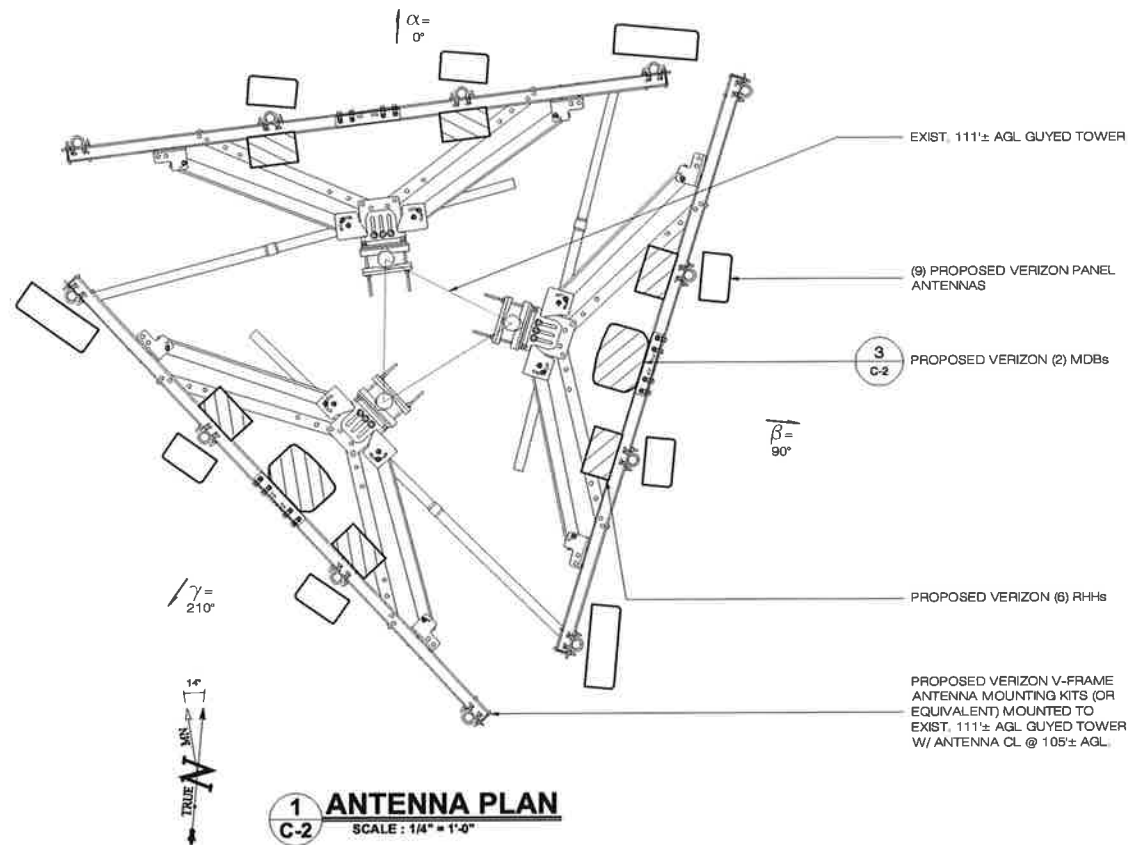 α=
0°
EXIST. 111'± AGL GUYED TOWER
(9) PROPOSED VERIZON PANEL
ANTENNAS
3
C-2
PROPOSED VERIZON (2) MDBs
β=
90°
PROPOSED VERIZON (6) RHHs
γ=
210°
PROPOSED VERIZON V-FRAME
ANTENNA MOUNTING KITS (OR
EQUIVALENT) MOUNTED TO
EXIST. 111'± AGL GUYED TOWER
W/ ANTENNA CL @ 105'± AGL.
14°
MN
N
TRUE
1
C-2
ANTENNA PLAN
SCALE : 1/4" = 1'-0"